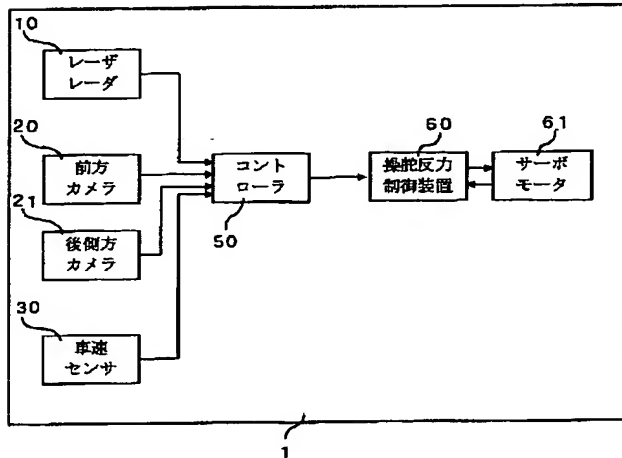 10
レーザ
レーダ
20
前方
カメラ
21
後側方
カメラ
30
車速
センサ
コント
ローラ
50
60
操舵反力
制御装置
61
サーボ
モータ
1